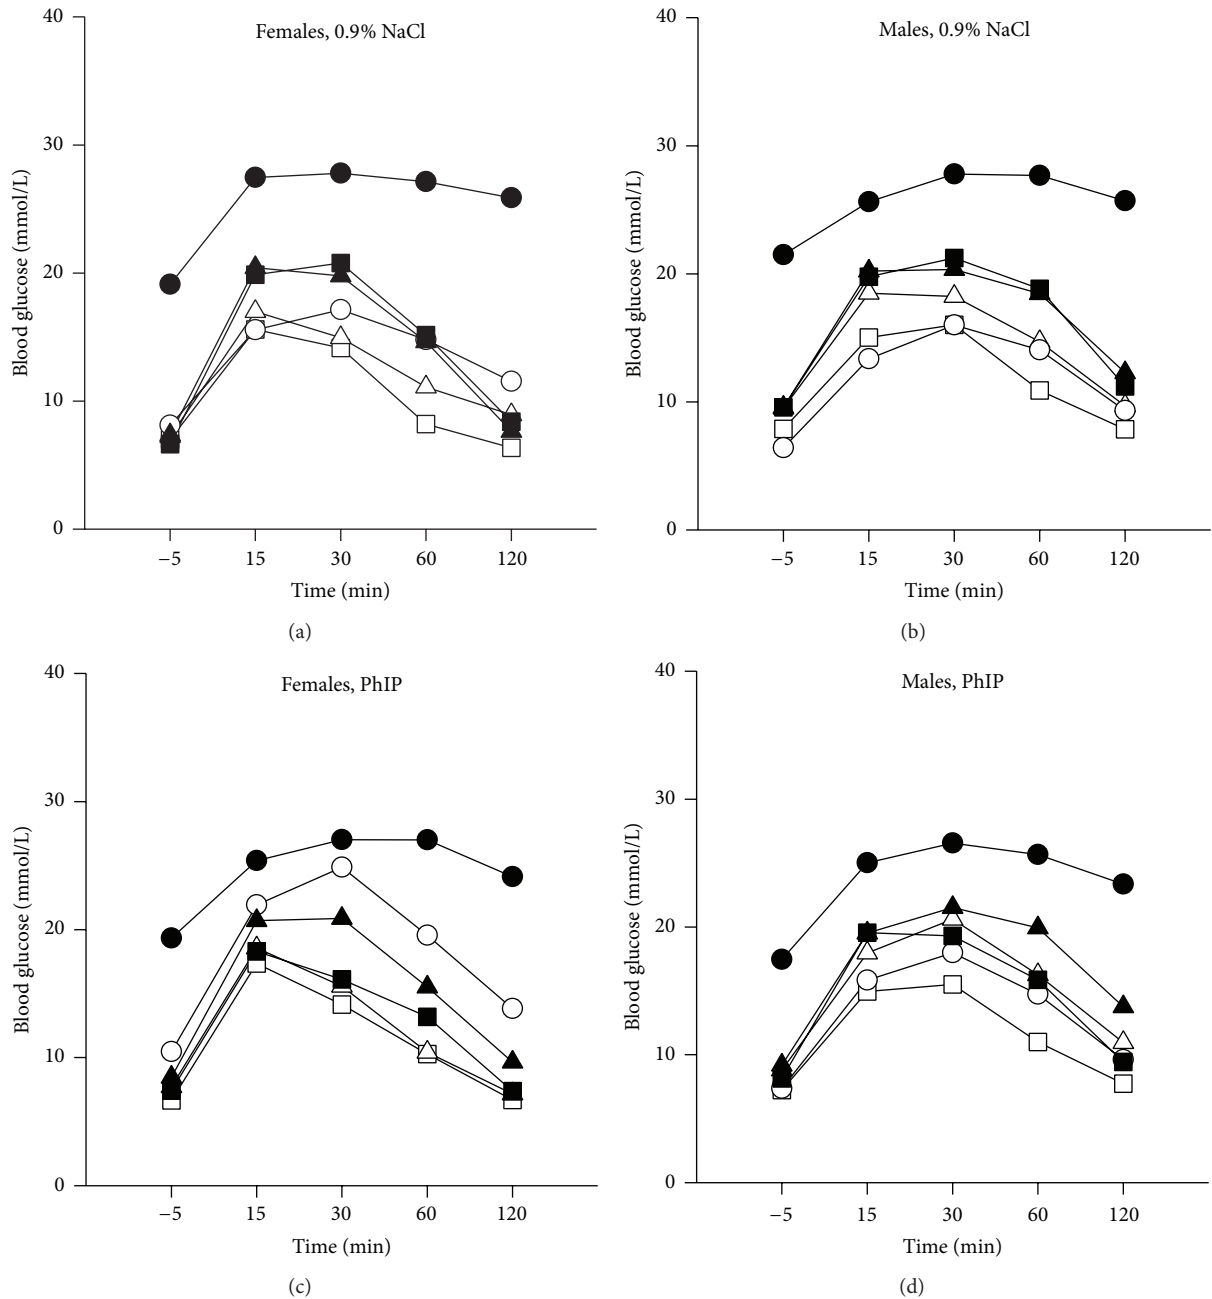 Females, 0.9% NaCl
40
30
20
10
0
Blood glucose (mmol/L)
−5 15 30 60 120
Time (min)
(a)
Males, 0.9% NaCl
40
30
20
10
0
Blood glucose (mmol/L)
−5 15 30 60 120
Time (min)
(b)
Females, PhIP
40
30
20
10
0
Blood glucose (mmol/L)
−5 15 30 60 120
Time (min)
(c)
Males, PhIP
40
30
20
10
0
Blood glucose (mmol/L)
−5 15 30 60 120
Time (min)
(d)